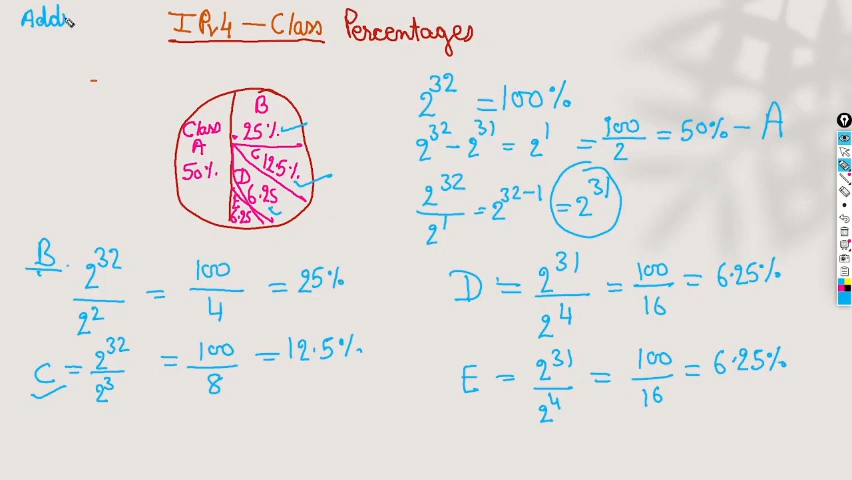 Addr
IPv4 - Class Percentages
Class A 50%
B 25%
C 12.5%
D 6.25
E 6.25
2^32 = 100%
2^32 - 2^31 = 2^1 = 100/2 = 50% - A
2^32/2^1 = 2^32-1 = 2^31
B. 2^32/2^2 = 100/4 = 25%
C = 2^32/2^3 = 100/8 = 12.5%
D = 2^31/2^4 = 100/16 = 6.25%
E = 2^31/2^4 = 100/16 = 6.25%